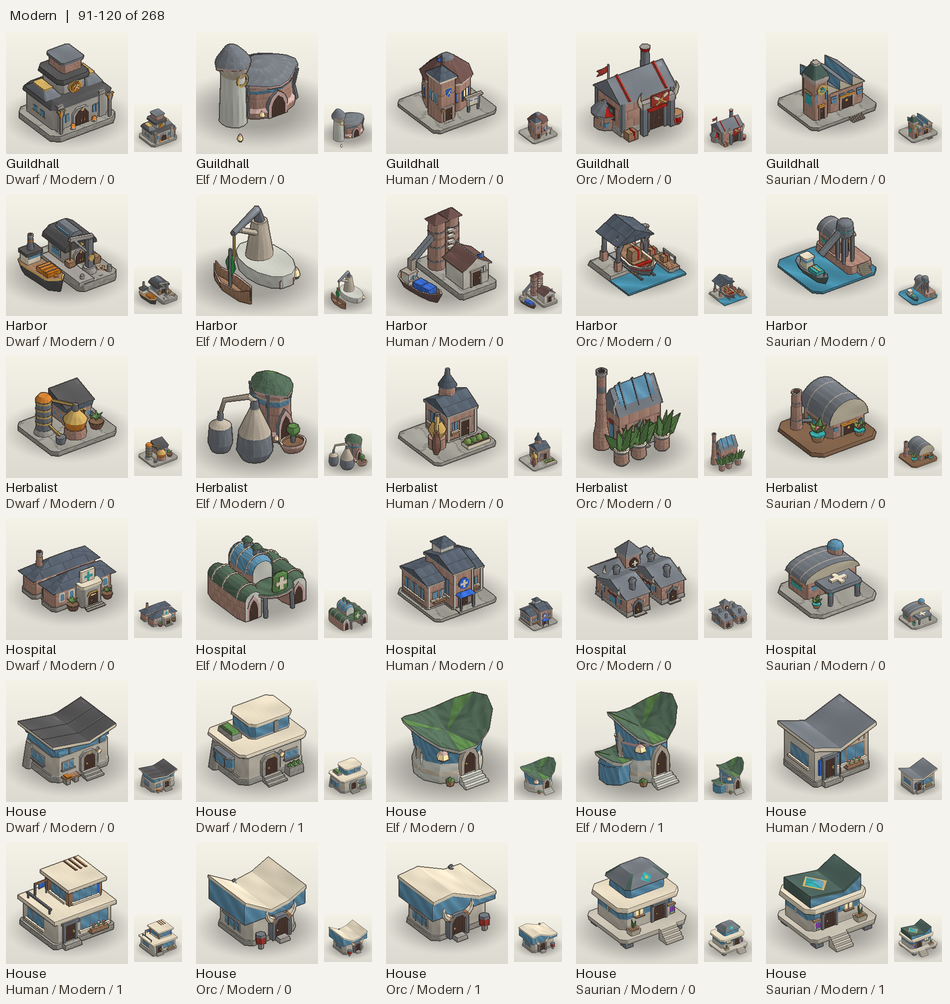 Modern | 91-120 of 268
Guildhall
Dwarf / Modern / 0
Guildhall
Elf / Modern / 0
Guildhall
Human / Modern / 0
Guildhall
Orc / Modern / 0
Guildhall
Saurian / Modern / 0
Harbor
Dwarf / Modern / 0
Harbor
Elf / Modern / 0
Harbor
Human / Modern / 0
Harbor
Orc / Modern / 0
Harbor
Saurian / Modern / 0
Herbalist
Dwarf / Modern / 0
Herbalist
Elf / Modern / 0
Herbalist
Human / Modern / 0
Herbalist
Orc / Modern / 0
Herbalist
Saurian / Modern / 0
Hospital
Dwarf / Modern / 0
Hospital
Elf / Modern / 0
Hospital
Human / Modern / 0
Hospital
Orc / Modern / 0
Hospital
Saurian / Modern / 0
House
Dwarf / Modern / 0
House
Dwarf / Modern / 1
House
Elf / Modern / 0
House
Elf / Modern / 1
House
Human / Modern / 0
House
Human / Modern / 1
House
Orc / Modern / 0
House
Orc / Modern / 1
House
Saurian / Modern / 0
House
Saurian / Modern / 1